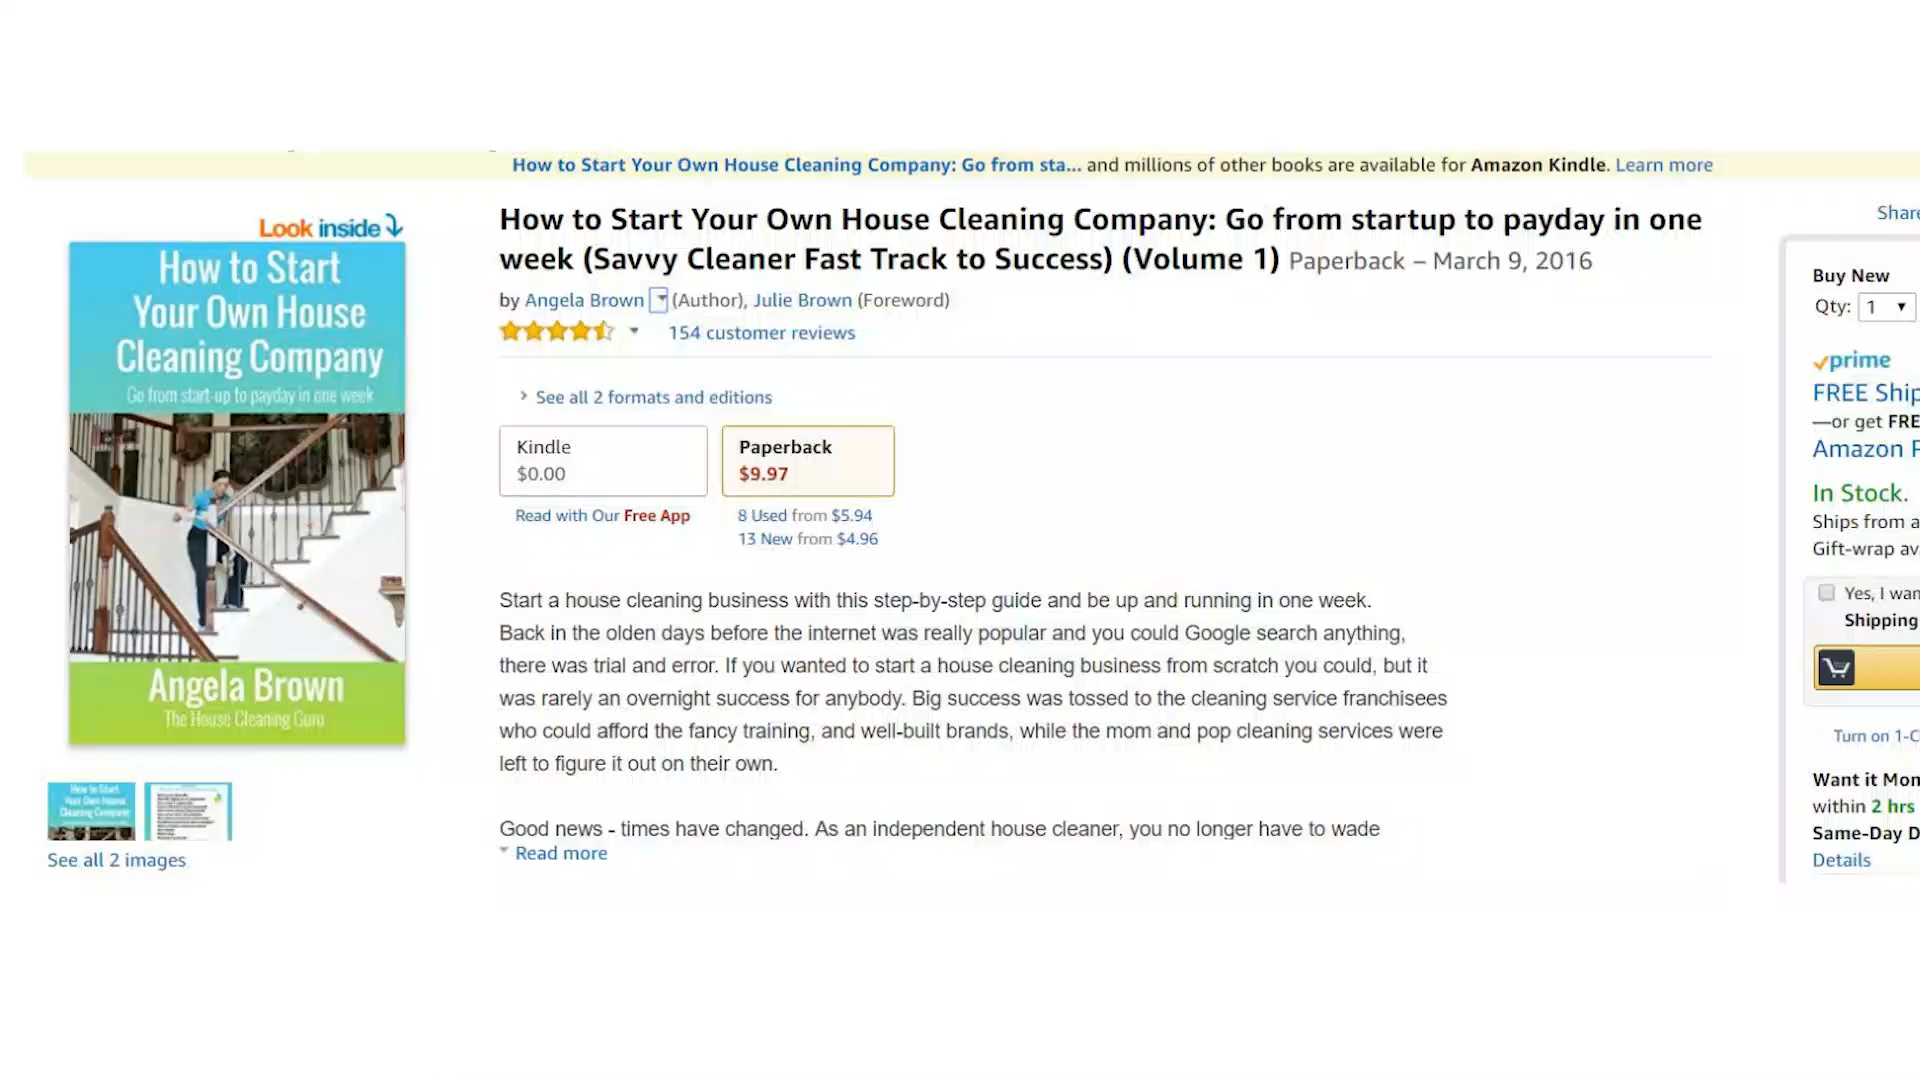 How to Start Your Own House Cleaning Company: Go from sta... and millions of other books are available for Amazon Kindle. Learn more
Look inside
How to Start
Your Own House
Cleaning Company
Go from start-up to payday in one week
Angela Brown
The House Cleaning Guru
How to Start
Your Own House
Cleaning Company
See all 2 images
How to Start Your Own House Cleaning Company: Go from startup to payday in one
week (Savvy Cleaner Fast Track to Success) (Volume 1) Paperback – March 9, 2016
by Angela Brown (Author), Julie Brown (Foreword)
154 customer reviews
See all 2 formats and editions
Kindle
$0.00
Read with Our Free App
Paperback
$9.97
8 Used from $5.94
13 New from $4.96
Start a house cleaning business with this step-by-step guide and be up and running in one week.
Back in the olden days before the internet was really popular and you could Google search anything,
there was trial and error. If you wanted to start a house cleaning business from scratch you could, but it
was rarely an overnight success for anybody. Big success was tossed to the cleaning service franchisees
who could afford the fancy training, and well-built brands, while the mom and pop cleaning services were
left to figure it out on their own.
Good news - times have changed. As an independent house cleaner, you no longer have to wade
Read more
Share
Buy New
Qty: 1
prime
FREE Ship
—or get FRE
Amazon P
In Stock.
Ships from a
Gift-wrap av
Yes, I wan
Shipping
Turn on 1-C
Want it Mon
within 2 hrs
Same-Day D
Details